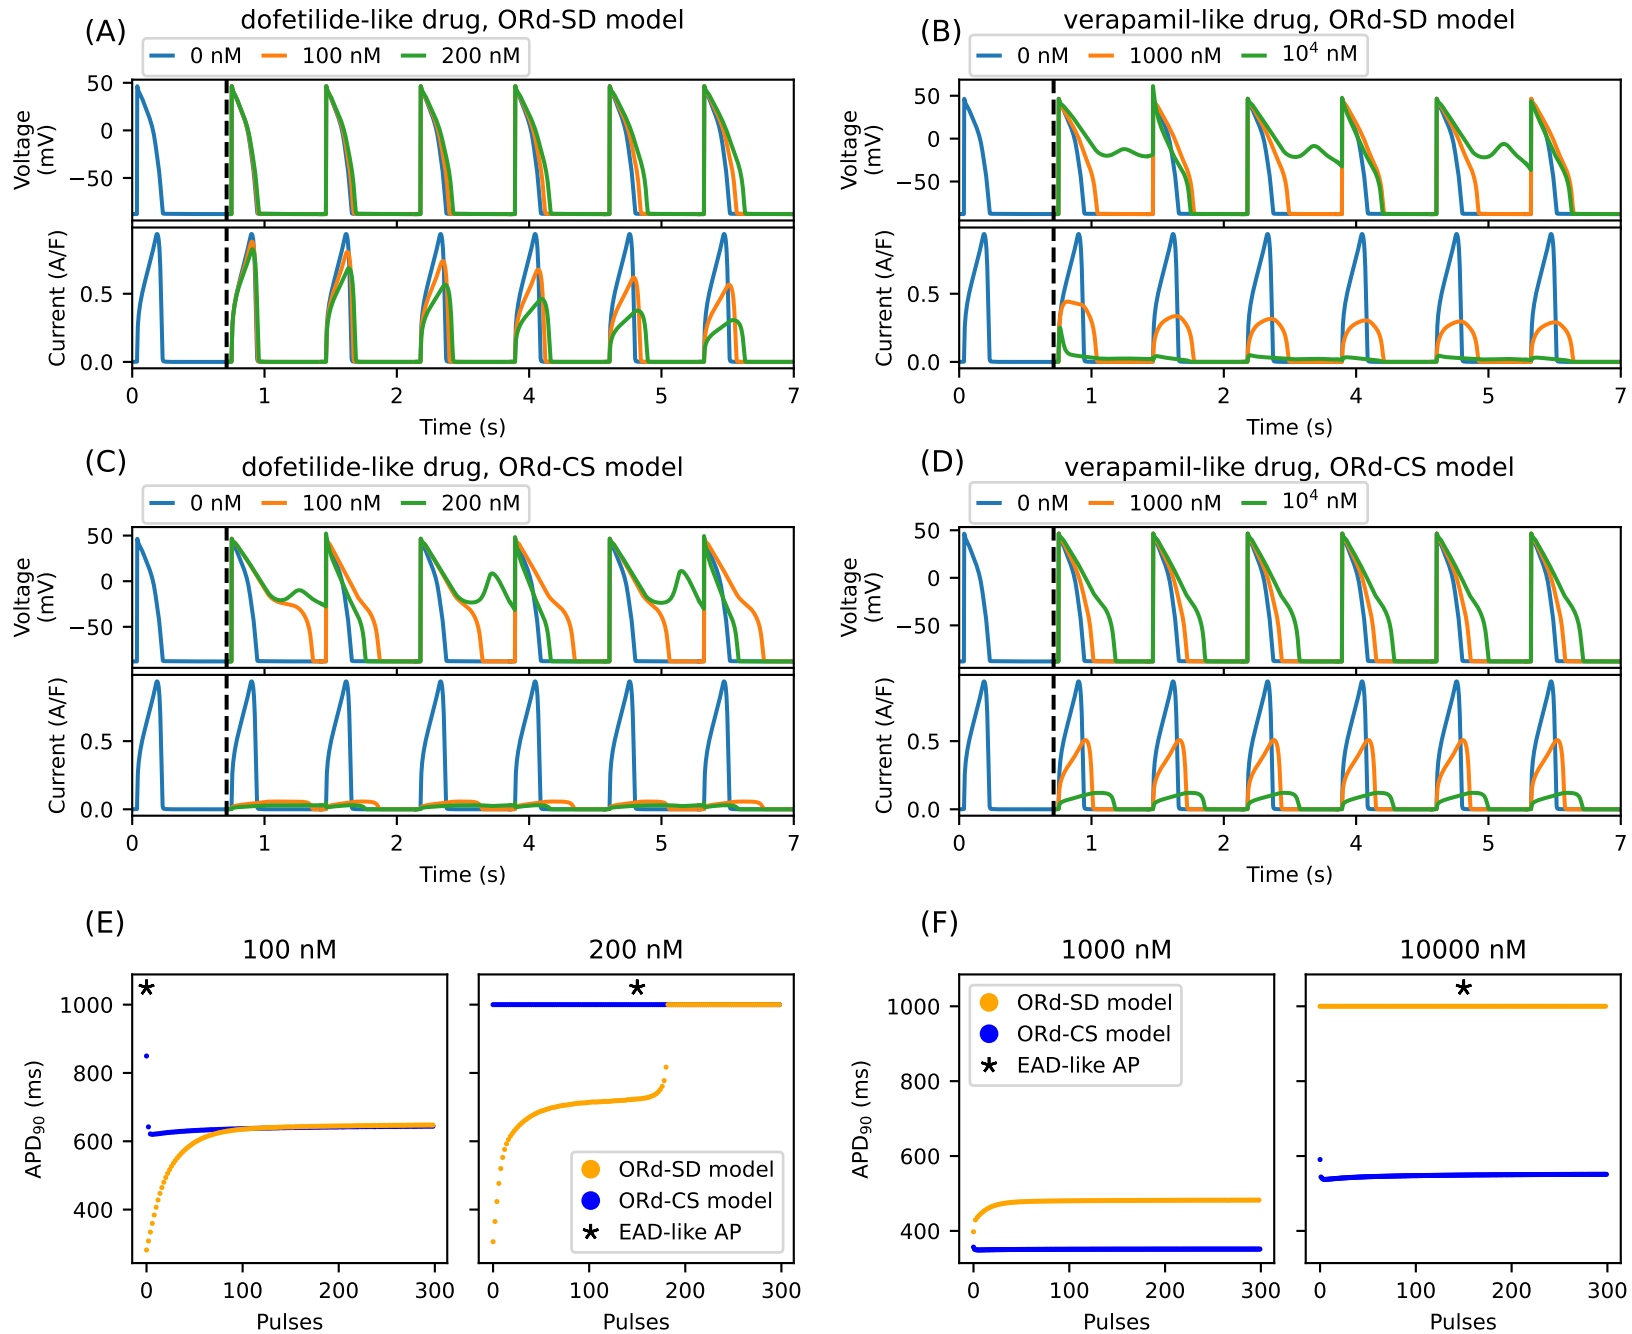 (A)
dofetilide-like drug, ORd-SD model
0 nM 100 nM 200 nM
50
0
−50
Voltage
(mV)
0.5
0.0
Current (A/F)
0 1 2 4 5 7
Time (s)
(B)
verapamil-like drug, ORd-SD model
0 nM 1000 nM 10⁴ nM
50
0
−50
Voltage
(mV)
0.5
0.0
Current (A/F)
0 1 2 4 5 7
Time (s)
(C)
dofetilide-like drug, ORd-CS model
0 nM 100 nM 200 nM
50
0
−50
Voltage
(mV)
0.5
0.0
Current (A/F)
0 1 2 4 5 7
Time (s)
(D)
verapamil-like drug, ORd-CS model
0 nM 1000 nM 10⁴ nM
50
0
−50
Voltage
(mV)
0.5
0.0
Current (A/F)
0 1 2 4 5 7
Time (s)
(E)
100 nM
1000
800
600
400
APD₉₀ (ms)
0 100 200 300
Pulses
200 nM
ORd-SD model
ORd-CS model
EAD-like AP
0 100 200 300
Pulses
(F)
1000 nM
ORd-SD model
ORd-CS model
EAD-like AP
1000
800
600
400
APD₉₀ (ms)
0 100 200 300
Pulses
10000 nM
0 100 200 300
Pulses